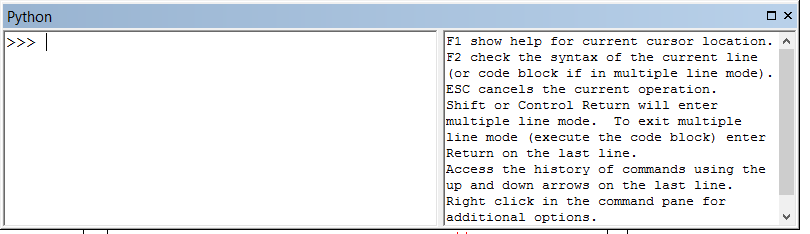 Python
>>>
F1 show help for current cursor location.
F2 check the syntax of the current line
(or code block if in multiple line mode).
ESC cancels the current operation.
Shift or Control Return will enter
multiple line mode.  To exit multiple
line mode (execute the code block) enter
Return on the last line.
Access the history of commands using the
up and down arrows on the last line.
Right click in the command pane for
additional options.